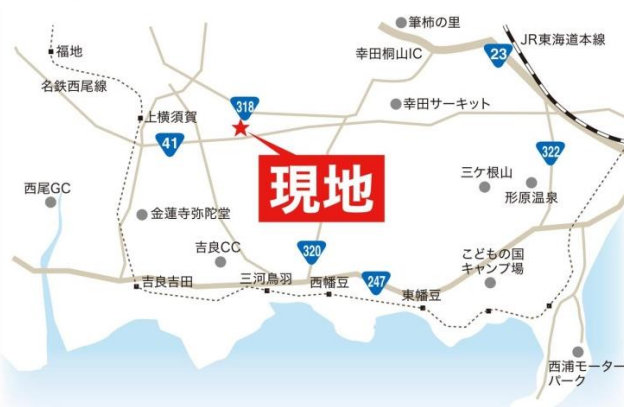 筆柿の里
JR東海道本線
福地
幸田桐山IC
23
名鉄西尾線
318
幸田サーキット
上横須賀
41
322
現地
三ケ根山
西尾GC
形原温泉
金蓮寺弥陀堂
吉良CC
320
こどもの国
キャンプ場
三河鳥羽
247
吉良吉田
西幡豆
東幡豆
西浦モーター
パーク